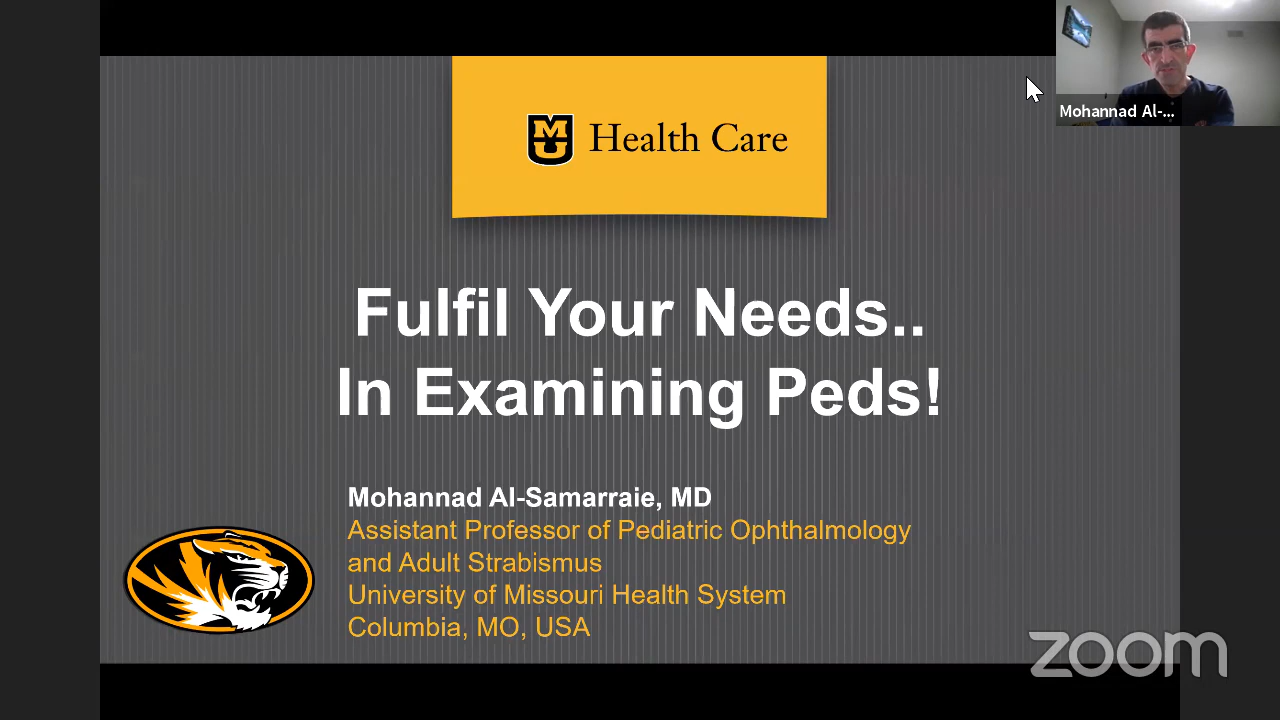 Mohannad Al-...
MU Health Care
Fulfil Your Needs..
In Examining Peds!
Mohannad Al-Samarraie, MD
Assistant Professor of Pediatric Ophthalmology
and Adult Strabismus
University of Missouri Health System
Columbia, MO, USA
zoom